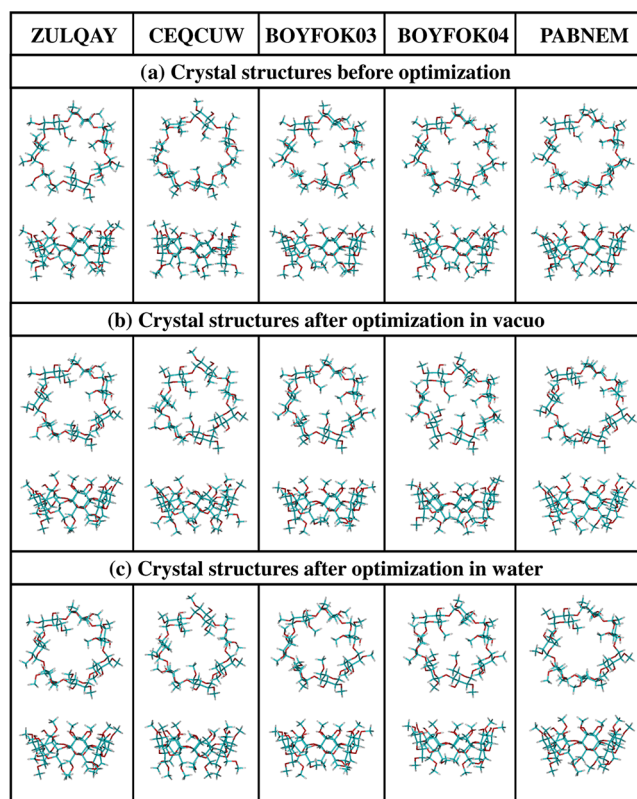 ZULQAY CEQCUW BOYFOK03 BOYFOK04 PABNEM
(a) Crystal structures before optimization
(b) Crystal structures after optimization in vacuo
(c) Crystal structures after optimization in water